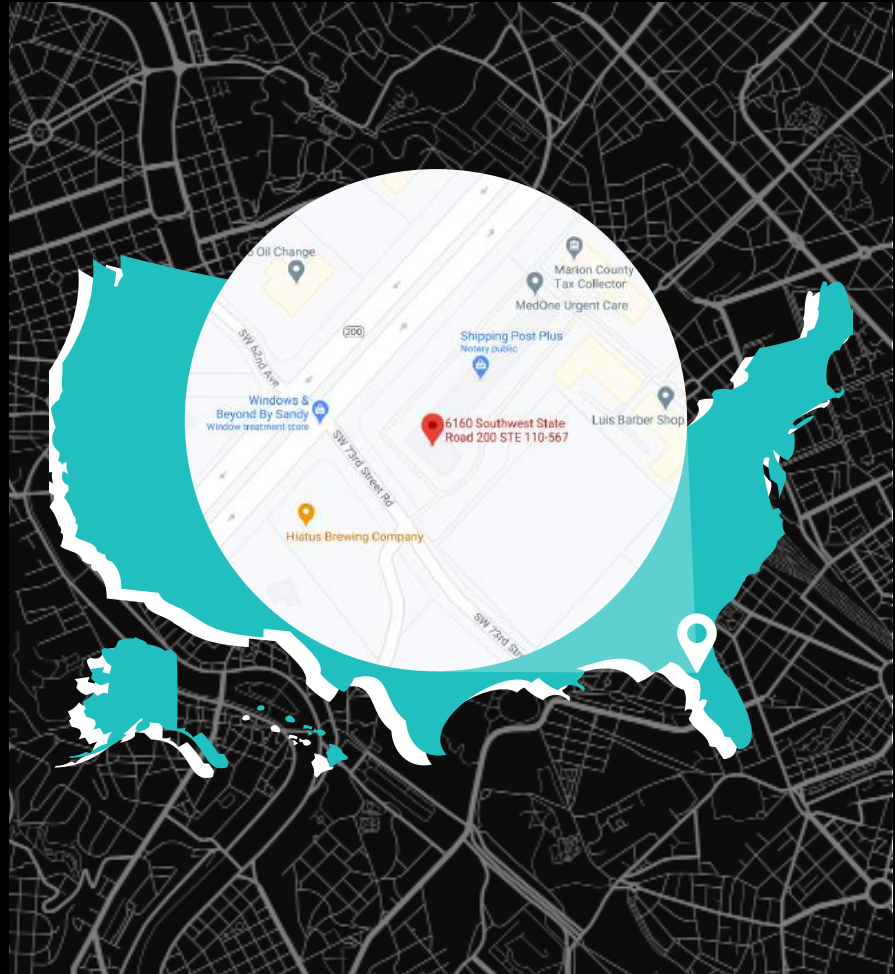 Oil Change
Marion County
Tax Collector
MedOne Urgent Care
200
SW 62nd Ave
Shipping Post Plus
Notary public
Windows &
Beyond By Sandy
Window treatment store
6160 Southwest State
Road 200 STE 110-567
Luis Barber Shop
SW 73rd Street Rd
Hiatus Brewing Company
SW 73rd